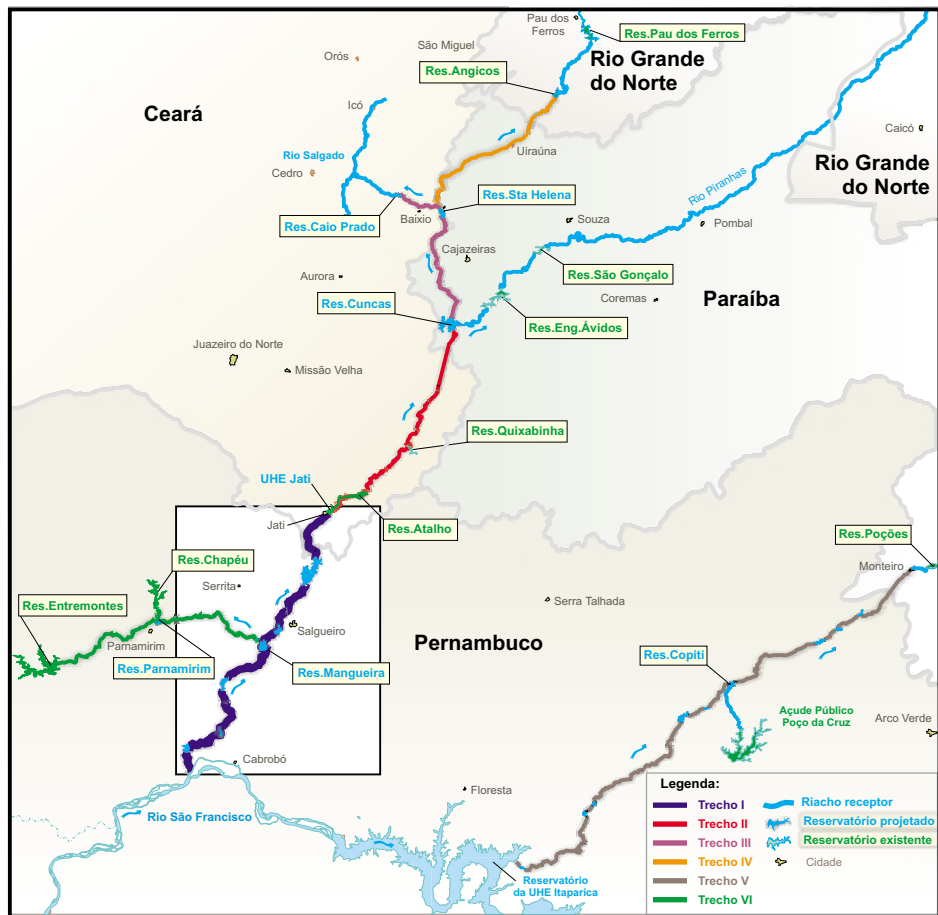 Pau dos
Ferros
Res.Pau dos Ferros
Orós
São Miguel
Rio Grande
do Norte
Res.Angicos
Ceará
Icó
Caicó
Uiraúna
Rio Salgado
Cedro
Rio Grande
do Norte
Rio Piranhas
Res.Sta Helena
Res.Caio Prado
Baixio
Souza
Pombal
Cajazeiras
Aurora
Res.São Gonçalo
Res.Cuncas
Coremas
Paraíba
Res.Eng.Ávidos
Juazeiro do Norte
Missão Velha
Res.Quixabinha
UHE Jati
Jati
Res.Atalho
Res.Poções
Res.Chapéu
Monteiro
Serrita
Res.Entremontes
Serra Talhada
Salgueiro
Parnamirim
Pernambuco
Res.Parnamirim
Res.Mangueira
Res.Copiti
Açude Público
Poço da Cruz
Arco Verde
Cabrobó
Floresta
Rio São Francisco
Reservatório
da UHE Itaparica
Legenda:
Trecho I
Riacho receptor
Trecho II
Reservatório projetado
Trecho III
Reservatório existente
Trecho IV
Cidade
Trecho V
Trecho VI